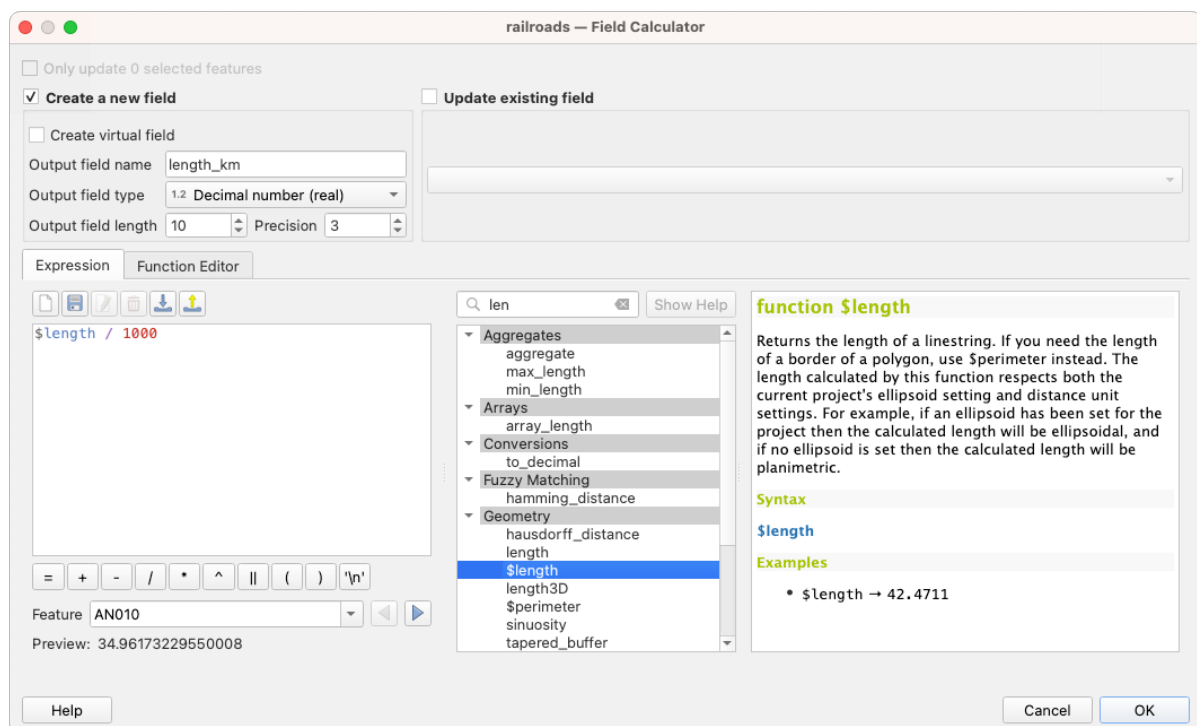 railroads — Field Calculator
Only update 0 selected features
Create a new field
Update existing field
Create virtual field
Output field name length_km
Output field type 1.2 Decimal number (real)
Output field length 10 Precision 3
Expression Function Editor
len Show Help
$length / 1000
Aggregates
aggregate
max_length
min_length
Arrays
array_length
Conversions
to_decimal
Fuzzy Matching
hamming_distance
Geometry
hausdorff_distance
length
$length
length3D
$perimeter
sinuosity
tapered_buffer
function $length
Returns the length of a linestring. If you need the length
of a border of a polygon, use $perimeter instead. The
length calculated by this function respects both the
current project's ellipsoid setting and distance unit
settings. For example, if an ellipsoid has been set for the
project then the calculated length will be ellipsoidal, and
if no ellipsoid is set then the calculated length will be
planimetric.
Syntax
$length
Examples
• $length → 42.4711
= + - / * ^ || ( ) '\n'
Feature AN010
Preview: 34.96173229550008
Help Cancel OK